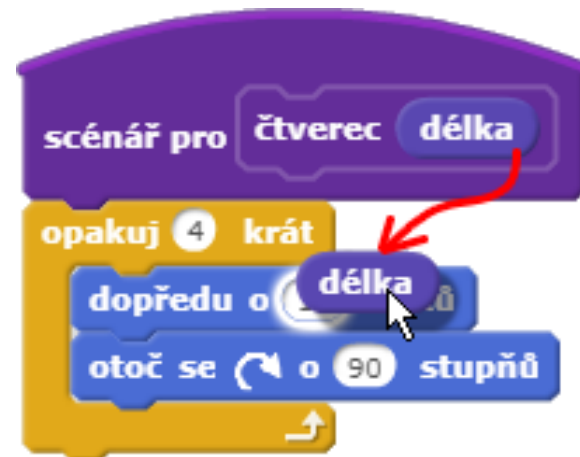 scénář pro čtverec délka
opakuj 4 krát
dopředu o délka
otoč se o 90 stupňů